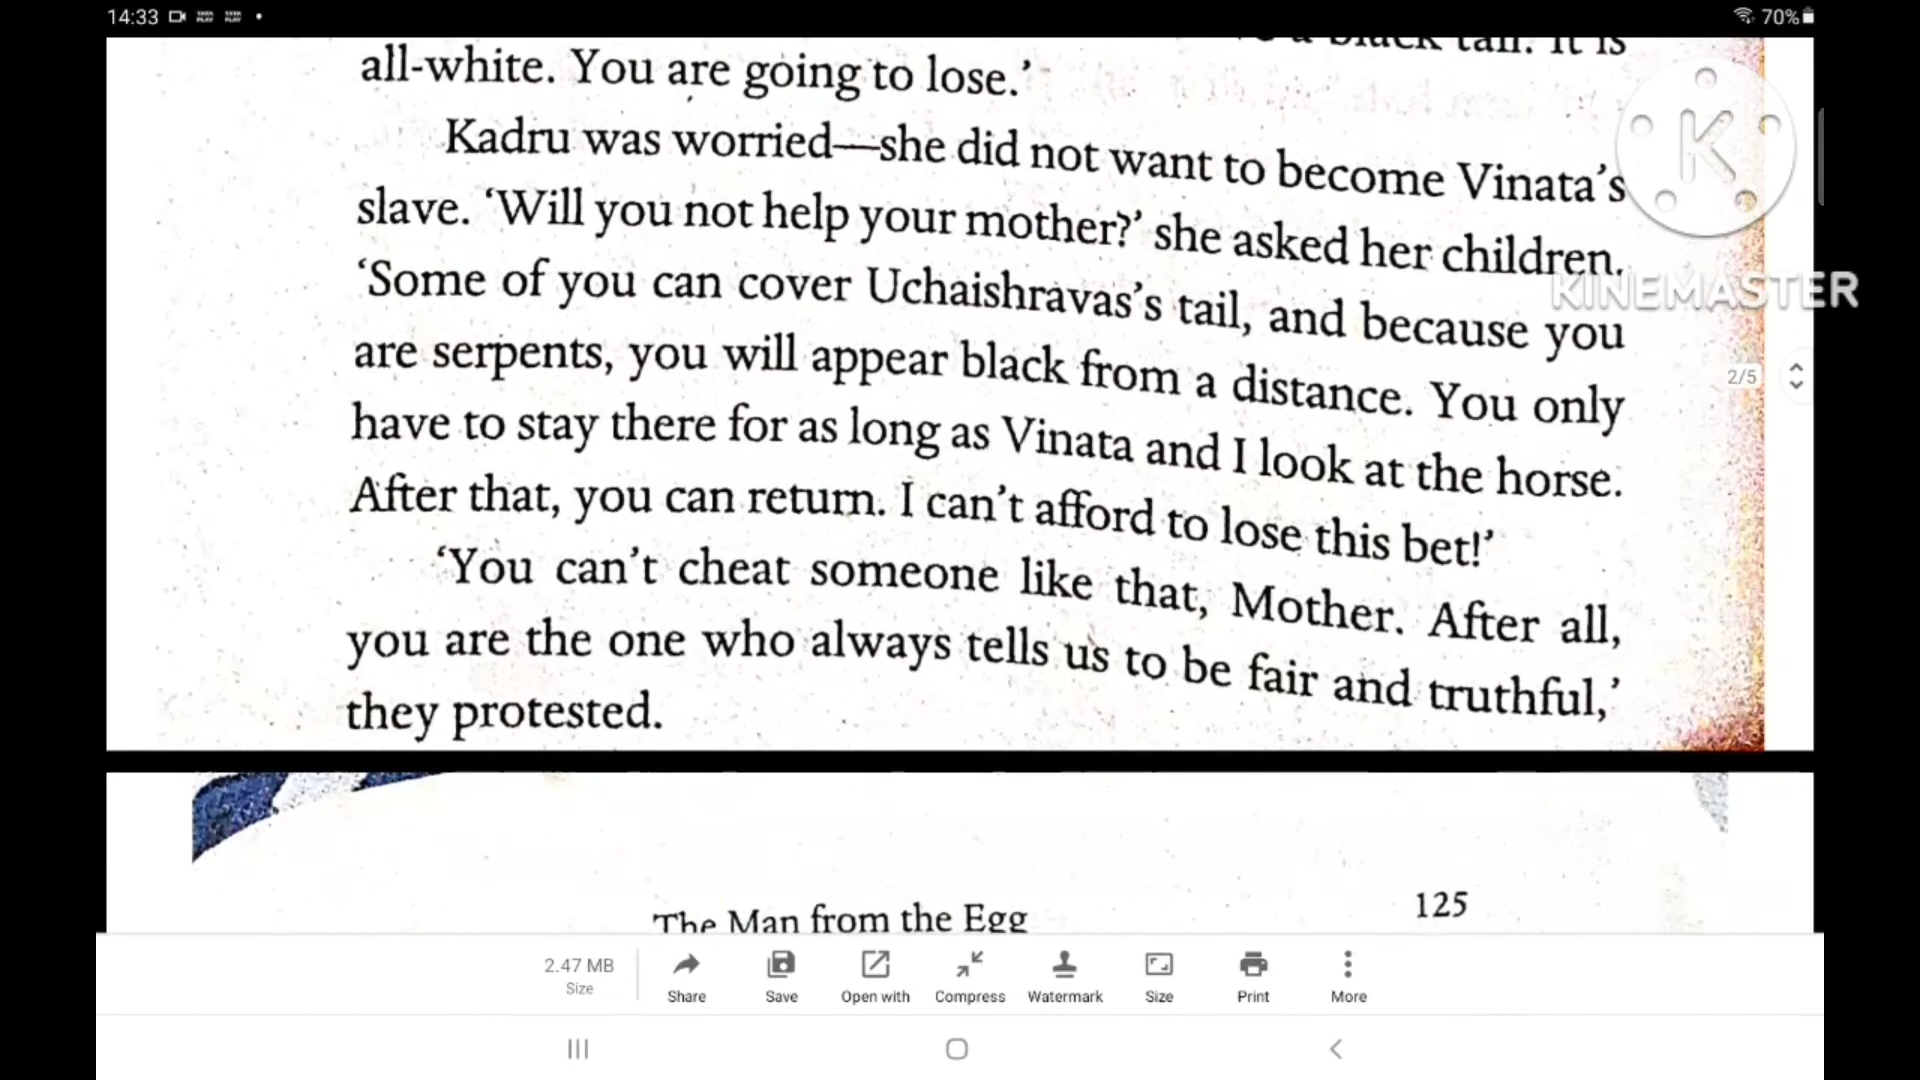 14:33
70%
a black tail. It is
all-white. You are going to lose.’
Kadru was worried—she did not want to become Vinata’s
slave. ‘Will you not help your mother?’ she asked her children.
‘Some of you can cover Uchaishravas’s tail, and because you
are serpents, you will appear black from a distance. You only
have to stay there for as long as Vinata and I look at the horse.
After that, you can return. I can’t afford to lose this bet!’
‘You can’t cheat someone like that, Mother. After all,
you are the one who always tells us to be fair and truthful,’
they protested.
K
KINEMASTER
2/5
The Man from the Egg
125
2.47 MB
Size
Share
Save
Open with
Compress
Watermark
Size
Print
More